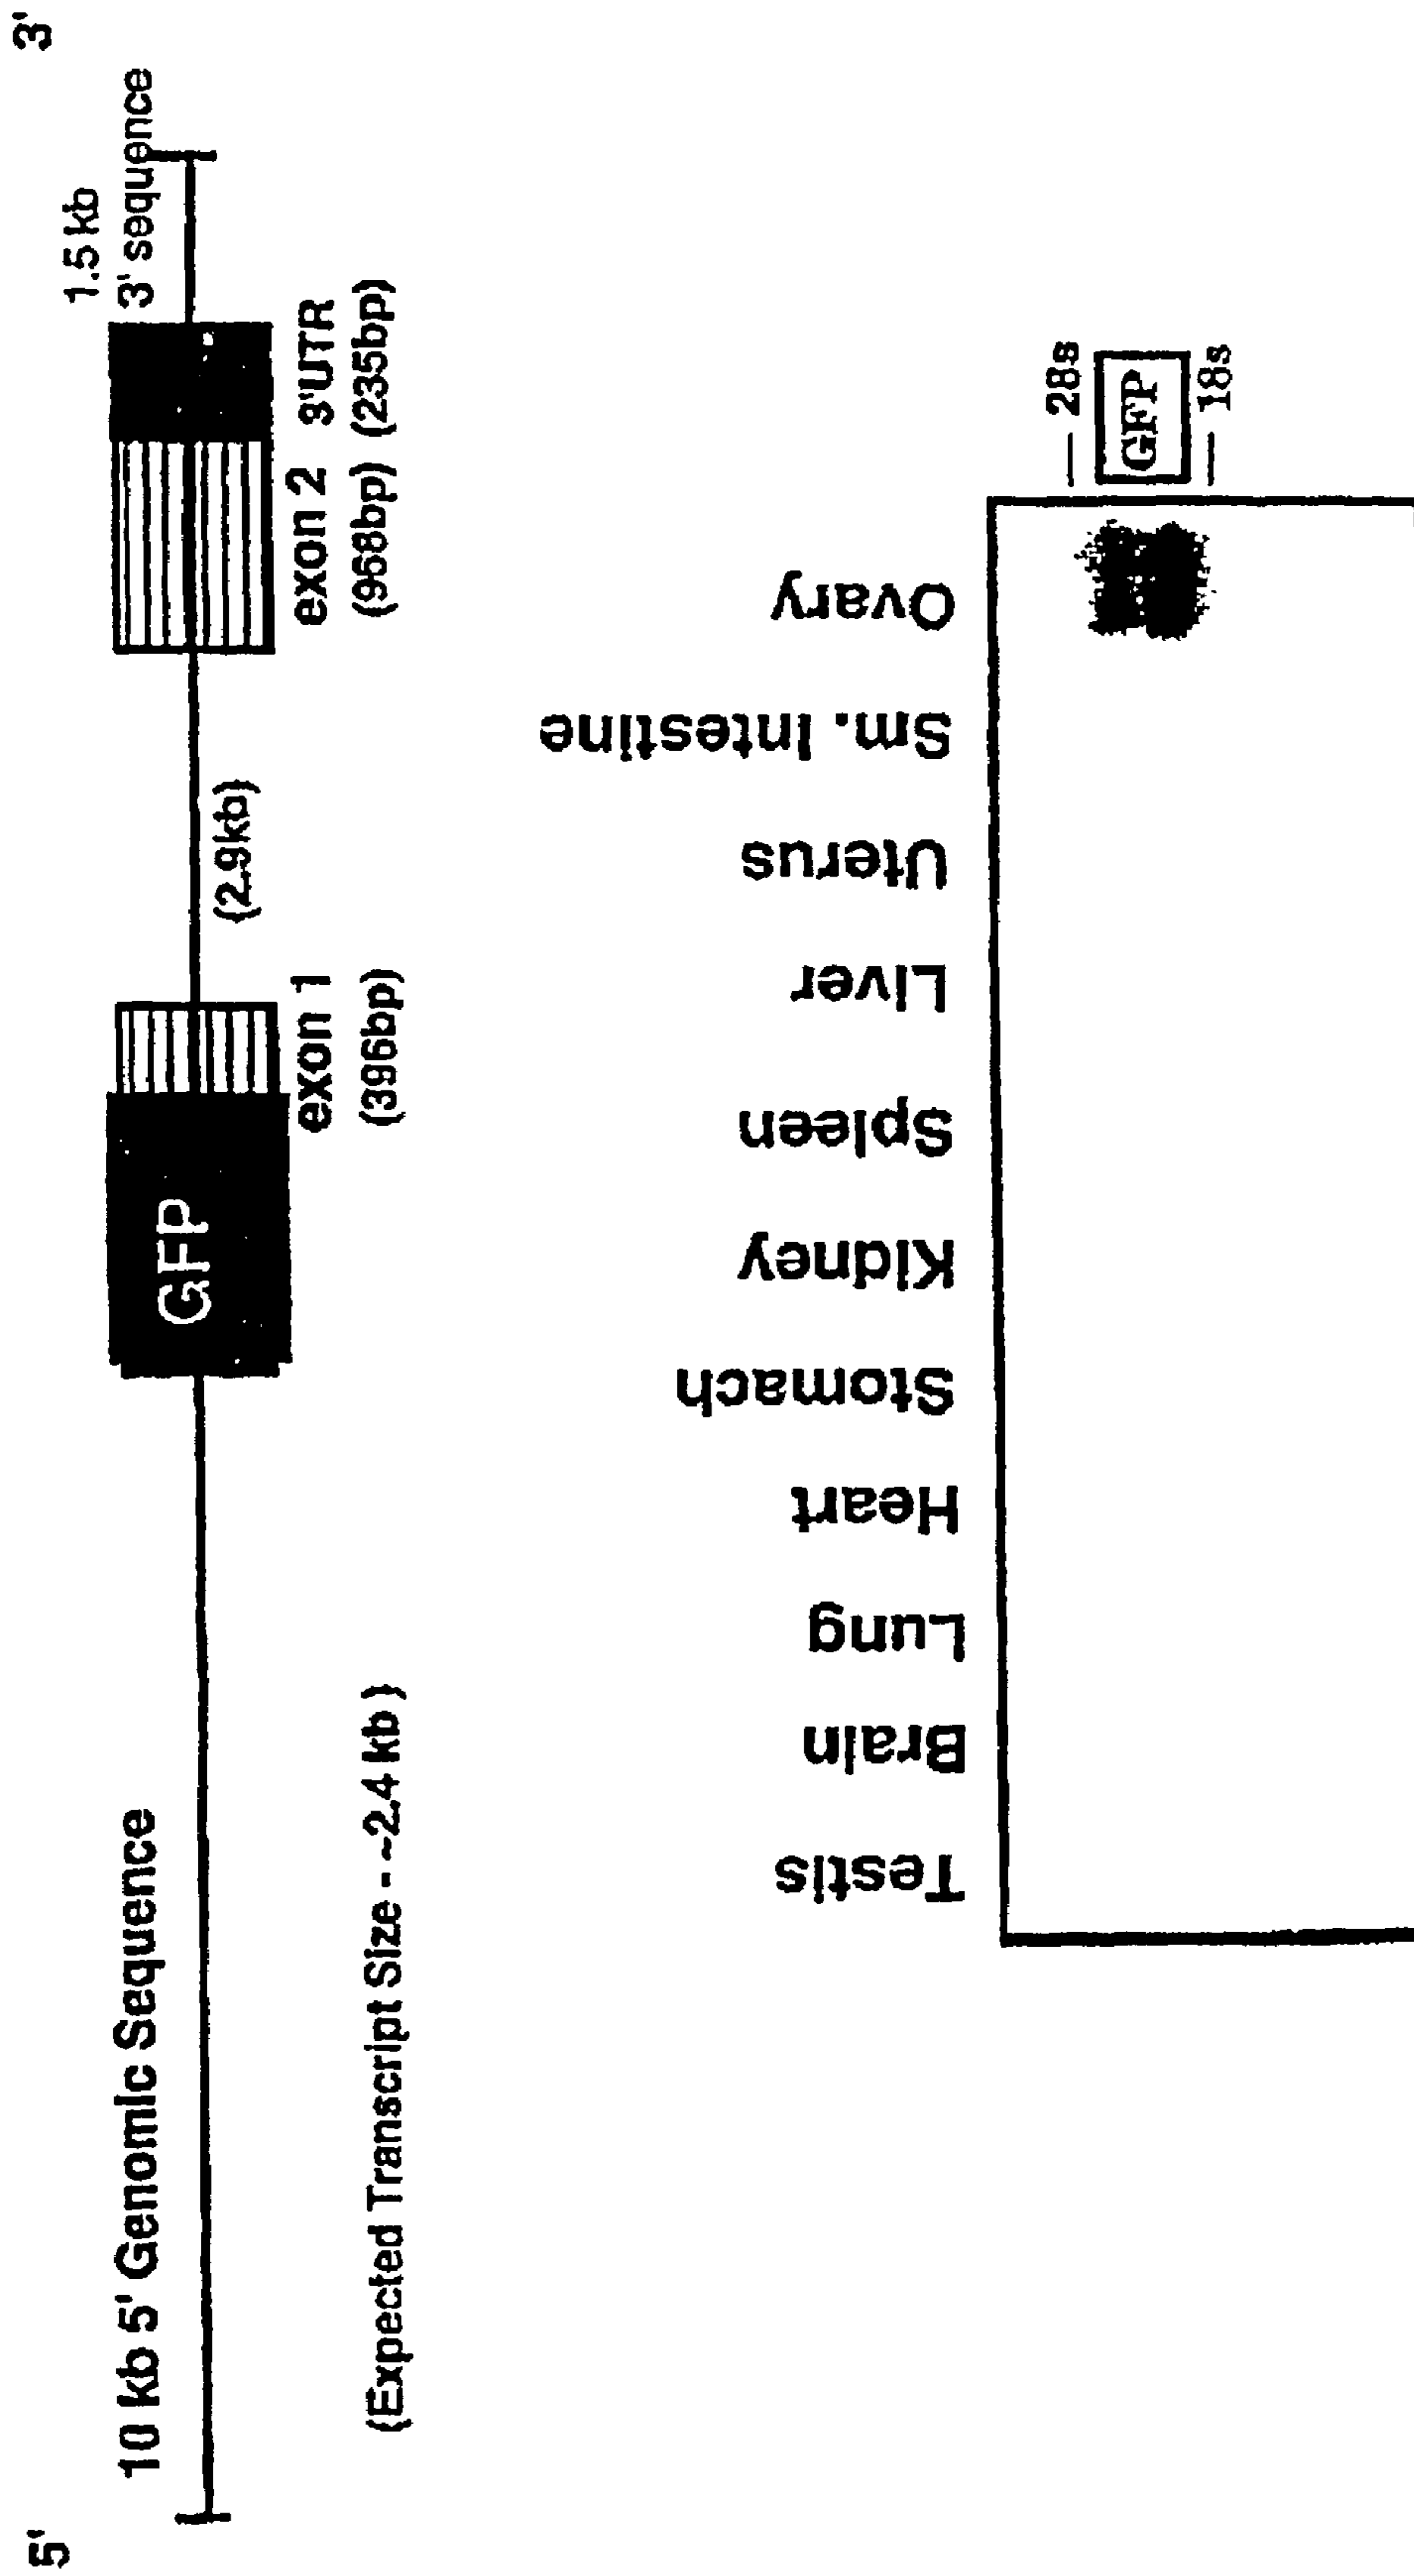 5'
3'
10 kb 5' Genomic Sequence
1.5 kb
3' sequence
GFP
exon 1
(396bp)
(2.9kb)
exon 2
(968bp)
3'UTR
(235bp)
(Expected Transcript Size - ~2.4 kb )
Testis
Brain
Lung
Heart
Stomach
Kidney
Spleen
Liver
Uterus
Sm. Intestine
Ovary
28s
GFP
18s